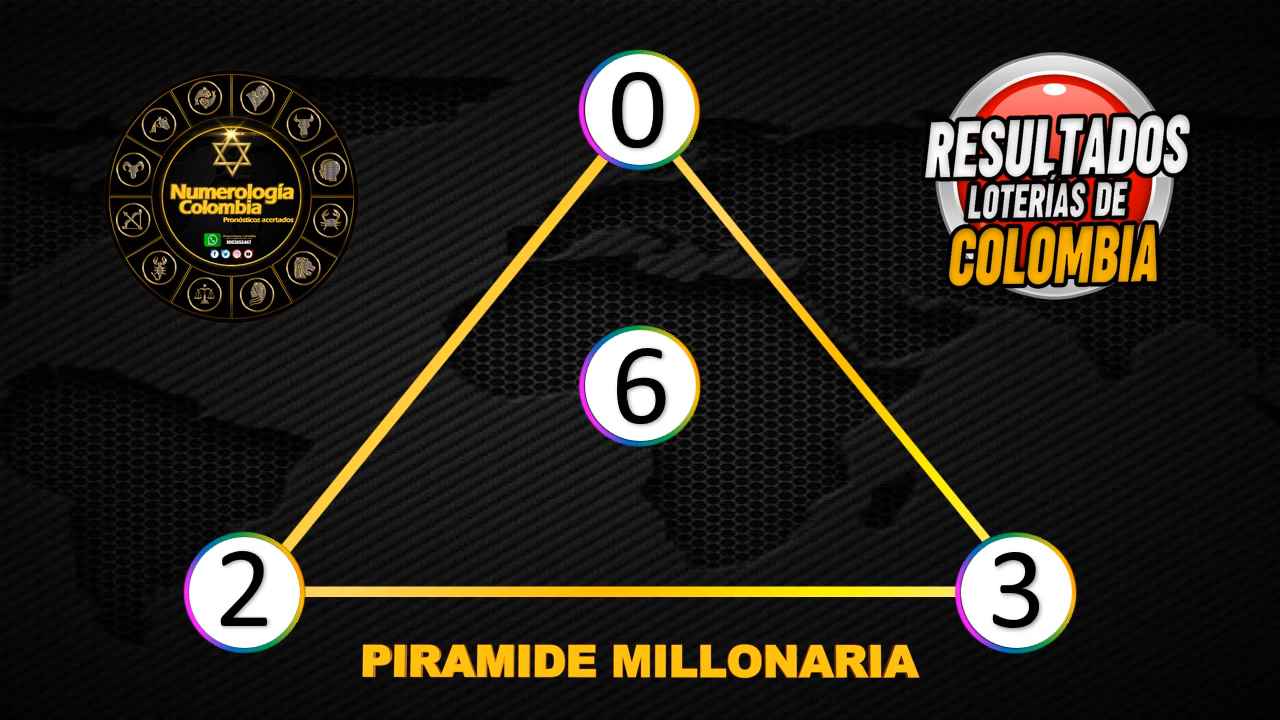 0
Numerología
Colombia
Pronósticos acertados
RESULTADOS
LOTERÍAS DE
COLOMBIA
6
2
3
PIRAMIDE MILLONARIA